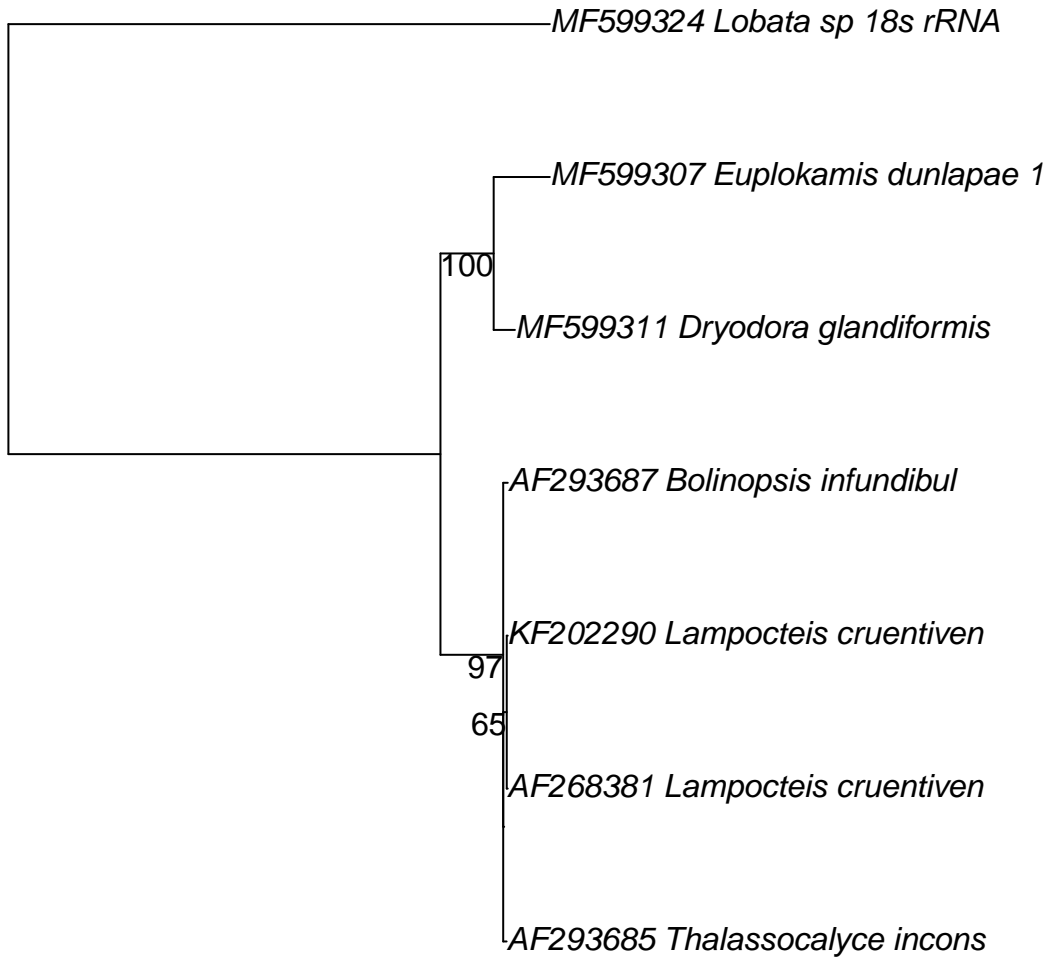 MF599324 Lobata sp 18s rRNA
MF599307 Euplokamis dunlapae 1
100
MF599311 Dryodora glandiformis
AF293687 Bolinopsis infundibul
KF202290 Lampocteis cruentiven
97
65
AF268381 Lampocteis cruentiven
AF293685 Thalassocalyce incons